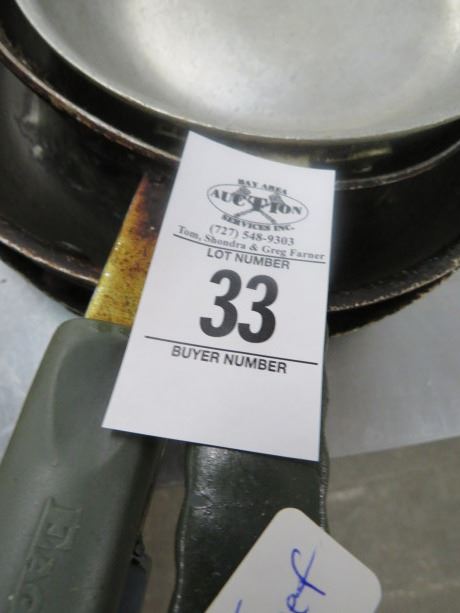 BAY AREA
AUCTION
SERVICES INC.
(727) 548-9303
Tom, Shondra & Greg Farner
LOT NUMBER
33
BUYER NUMBER